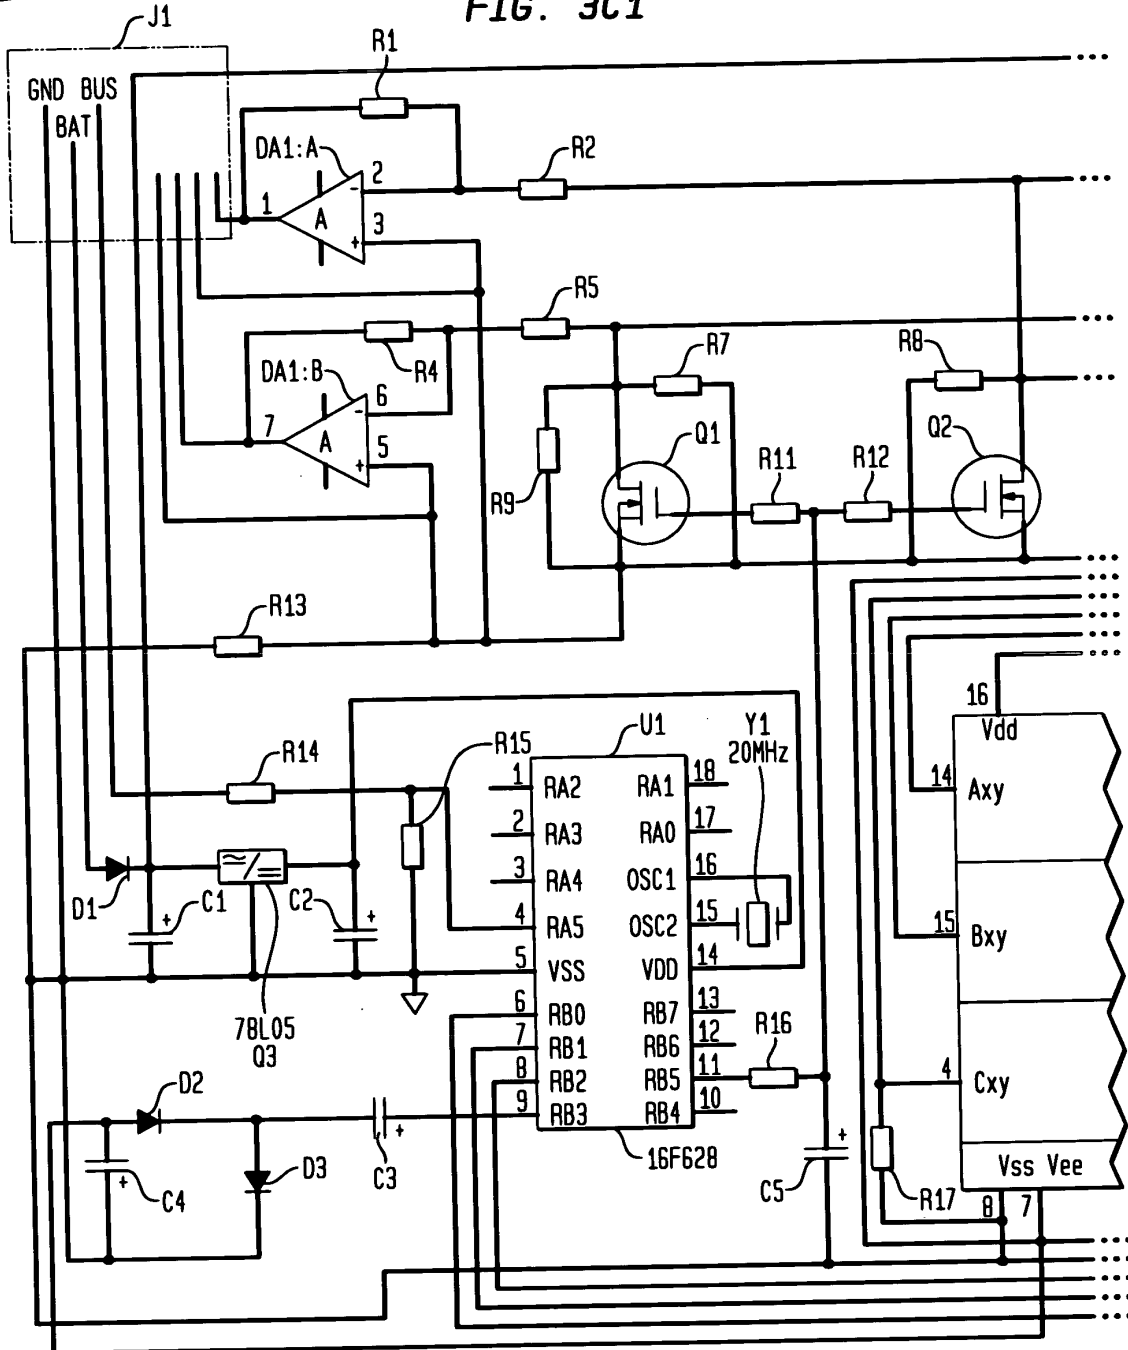 FIG. 3C1
J1
R1
GND BUS
BAT
DA1:A
2
R2
1
A
3
-
+
R5
R4
R7
R8
DA1:B
6
7
A
5
-
+
Q1
Q2
R9
R11
R12
R13
16
Vdd
U1
Y1
20MHz
R14
R15
14
Axy
1
RA2
RA1
18
2
RA3
RA0
17
3
RA4
OSC1
16
4
RA5
OSC2
15
5
VSS
VDD
14
6
RB0
RB7
13
7
RB1
RB6
12
8
RB2
RB5
11
9
RB3
RB4
10
D1
+
C1
C2
+
15
Bxy
78L05
Q3
R16
4
Cxy
D2
C3
+
16F628
D3
+
C4
+
C5
R17
Vss Vee
8
7